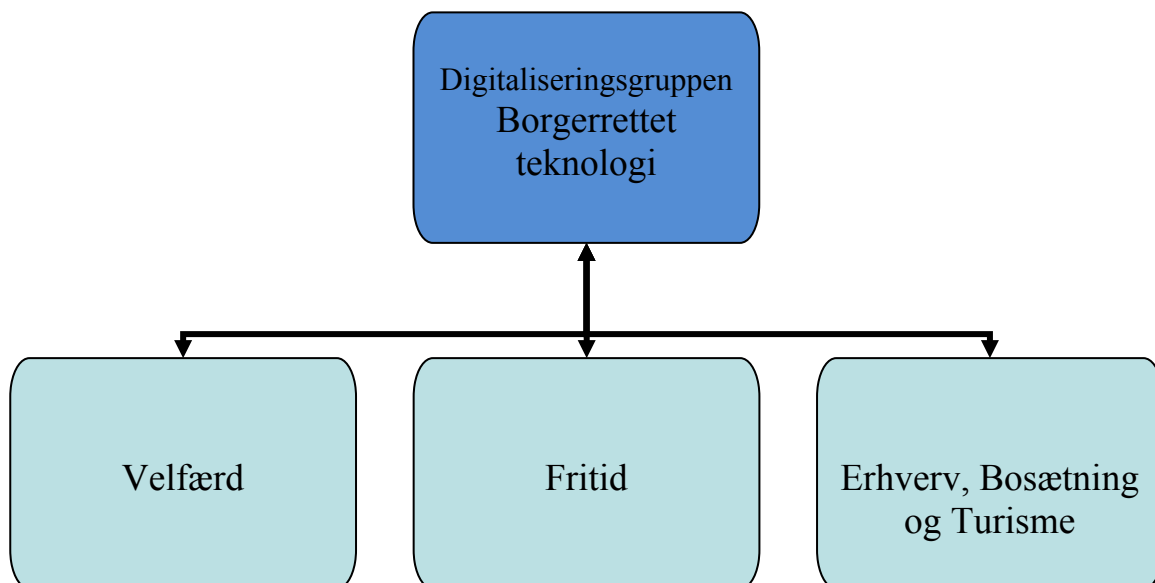 Digitaliseringsgruppen
Borgerrettet
teknologi
Velfærd
Fritid
Erhverv, Bosætning
og Turisme